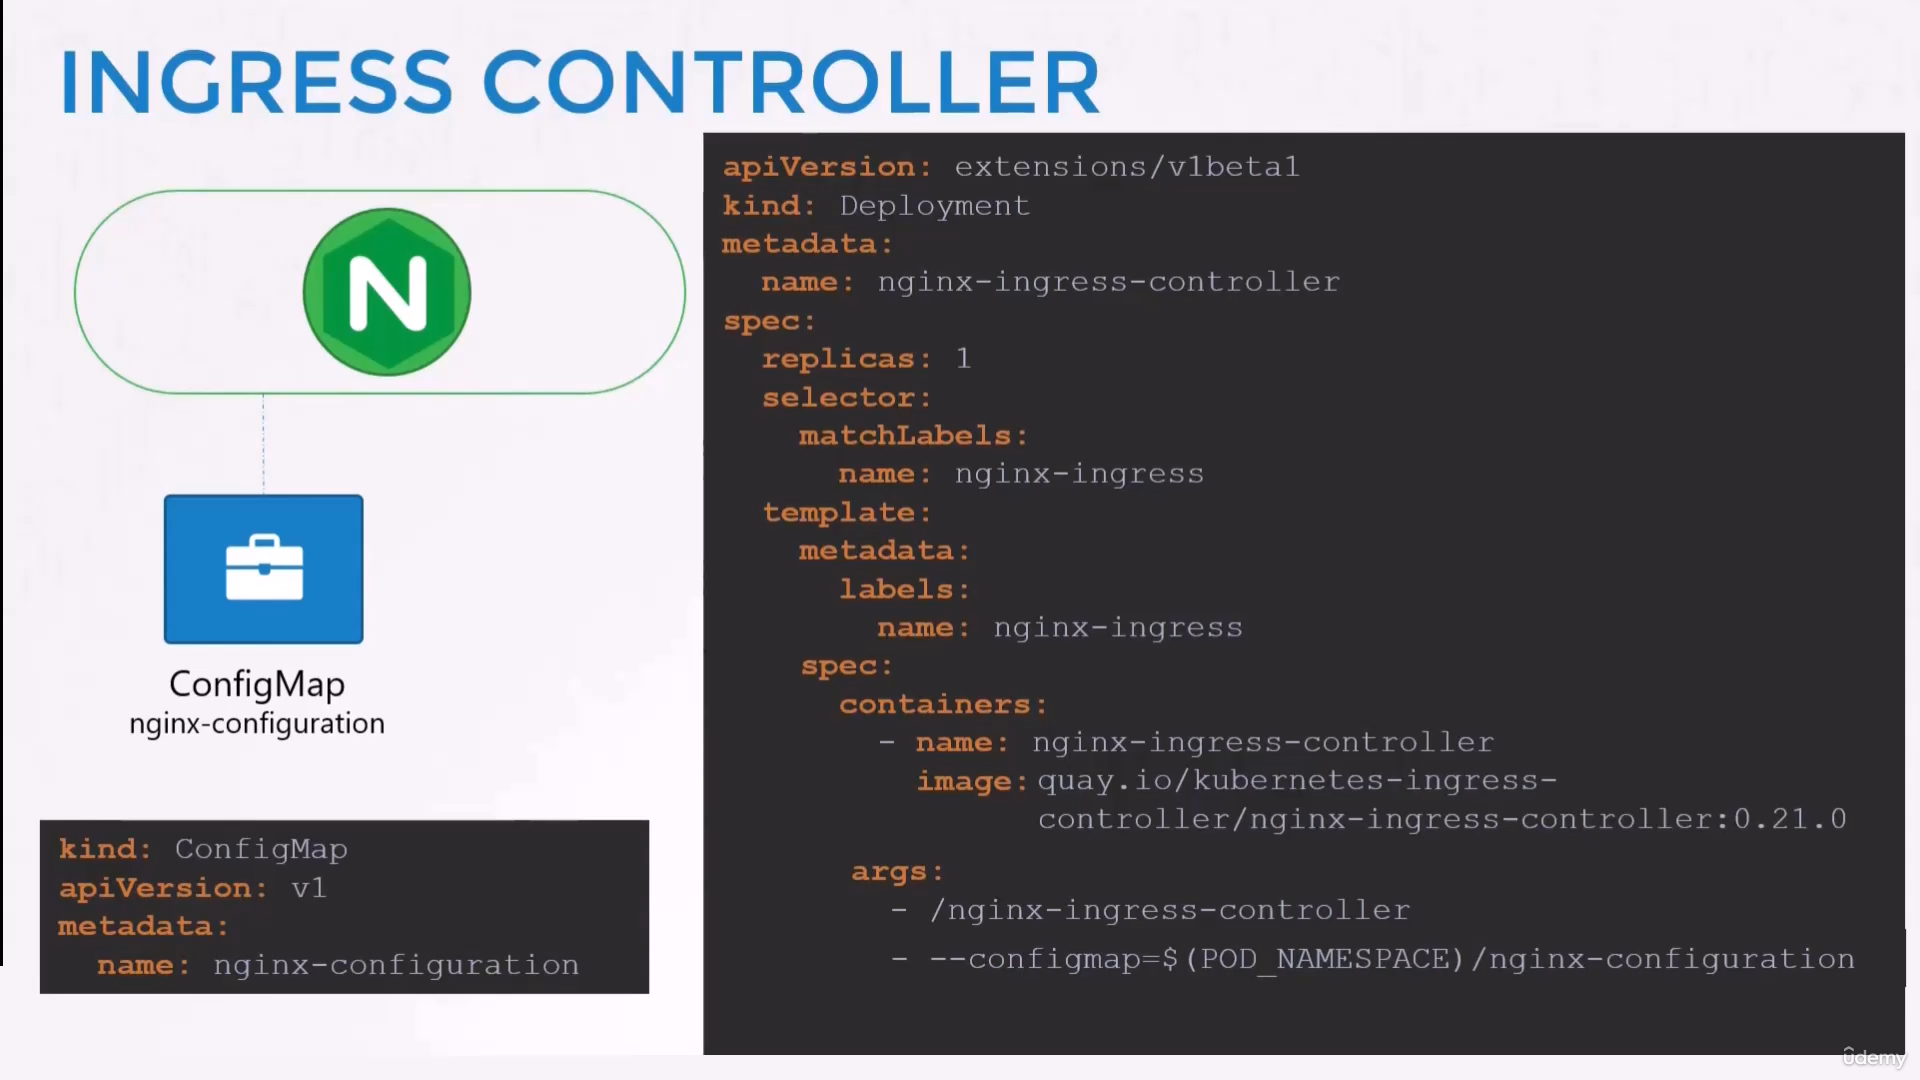 INGRESS CONTROLLER
N
ConfigMap
nginx-configuration
kind: ConfigMap
apiVersion: v1
metadata:
  name: nginx-configuration
apiVersion: extensions/v1beta1
kind: Deployment
metadata:
  name: nginx-ingress-controller
spec:
  replicas: 1
  selector:
    matchLabels:
      name: nginx-ingress
  template:
    metadata:
      labels:
        name: nginx-ingress
    spec:
      containers:
        - name: nginx-ingress-controller
          image: quay.io/kubernetes-ingress-
                 controller/nginx-ingress-controller:0.21.0
      args:
        - /nginx-ingress-controller
        - --configmap=$(POD_NAMESPACE)/nginx-configuration
ûdemy